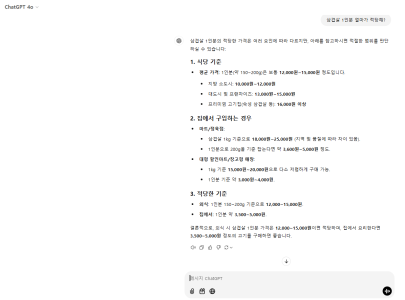 ChatGPT 4o
삼겹살 1인분 얼마가 적당해?
삼겹살 1인분의 적당한 가격은 여러 요인에 따라 다르지만, 아래를 참고하시면 적절한 범위를 판단
하실 수 있습니다:
1. 식당 기준
평균 가격: 1인분(약 150~200g)은 보통 12,000원~15,000원 정도입니다.
지방 소도시: 10,000원~12,000원
대도시 및 프랜차이즈: 13,000원~15,000원
프리미엄 고기집(숙성 삼겹살 등): 16,000원 이상
2. 집에서 구입하는 경우
마트/정육점:
삼겹살 1kg 기준으로 18,000원~25,000원 (지역 및 품질에 따라 차이 있음).
1인분으로 200g를 기준 잡는다면 약 3,600원~5,000원 정도.
대형 할인마트/창고형 매장:
1kg 기준 15,000원~20,000원으로 다소 저렴하게 구매 가능.
1인분 기준 약 3,000원~4,000원.
3. 적당한 기준
외식: 1인분 150~200g 기준으로 12,000~15,000원.
집에서: 1인분 약 3,500~5,000원.
결론적으로, 외식 시 삼겹살 1인분 가격은 12,000~15,000원이면 적당하며, 집에서 요리한다면
3,500~5,000원 정도의 고기를 구매하면 좋습니다.
메시지 ChatGPT